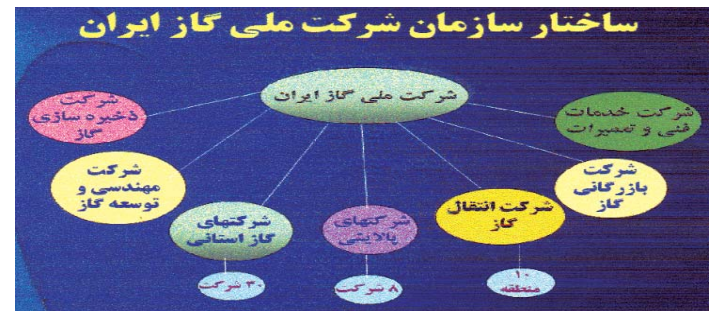 ساختار سازمان شرکت ملی گاز ایران
شرکت ملی گاز ایران
شرکت خدمات
فنی و تعمیرات
شرکت
بازرگانی
گاز
شرکت انتقال
گاز
۱۰
منطقه
شرکتهای
پالایشی
۸ شرکت
شرکتهای
گاز استانی
۳۰ شرکت
شرکت
مهندسی و
توسعه گاز
شرکت
ذخیره سازی
گاز